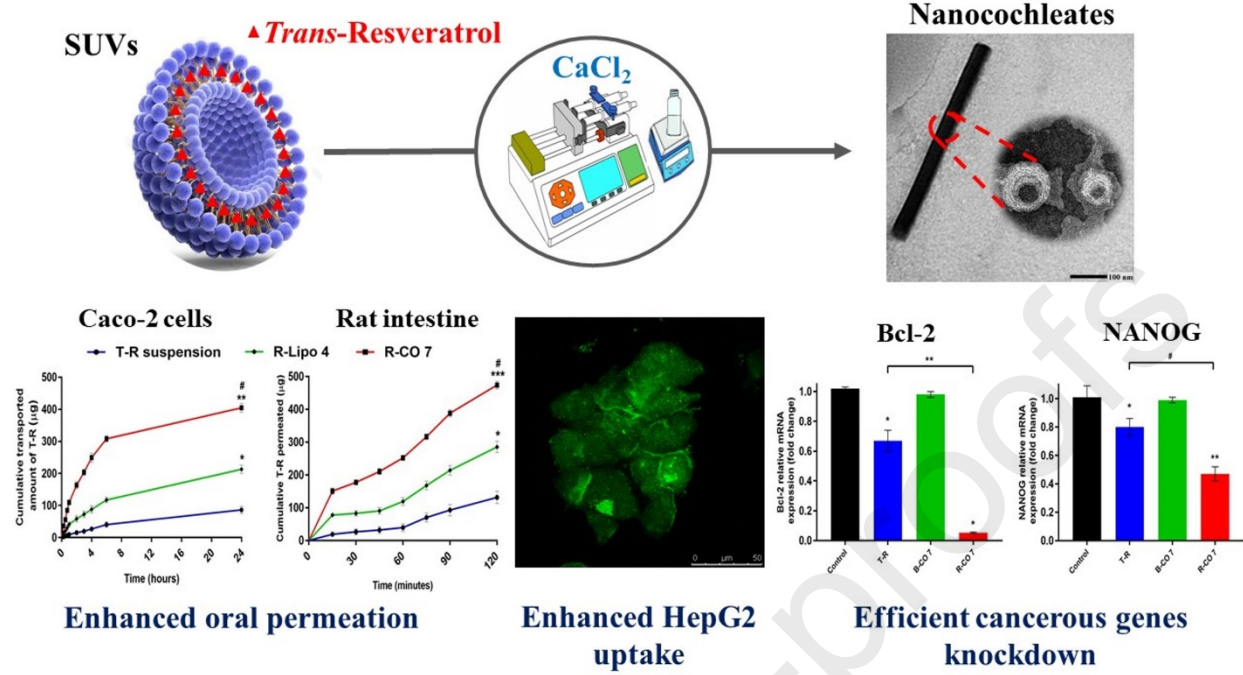 Nanocochleates
SUVs
Trans-Resveratrol
CaCl2
100 nm
Caco-2 cells
Rat intestine
T-R suspension
R-Lipo 4
R-CO 7
Cumulative transported
amount of T-R (µg)
500
400
300
200
100
0
#
**
*
0
4
8
12
16
20
24
Time (hours)
Cumulative T-R permeated (µg)
500
400
300
200
100
0
#
***
*
0
30
60
90
120
Time (minutes)
0
µm
50
Bcl-2
Bcl-2 relative mRNA
expression (fold change)
1.0
0.8
0.6
0.4
0.2
0.0
**
*
*
Control
T-R
B-CO 7
R-CO 7
NANOG
NANOG relative mRNA
expression (fold change)
1.0
0.8
0.6
0.4
0.2
0.0
#
*
**
Control
T-R
B-CO 7
R-CO 7
Enhanced oral permeation
Enhanced HepG2
uptake
Efficient cancerous genes
knockdown
proofs